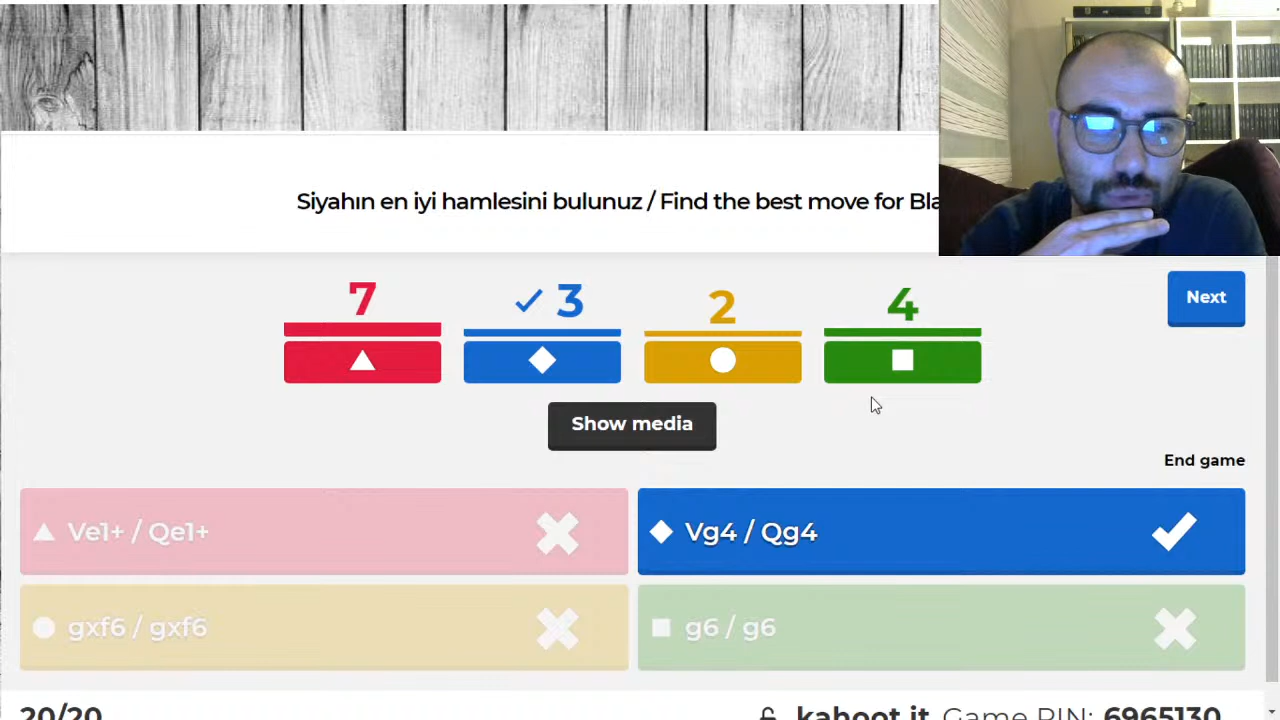 Siyahın en iyi hamlesini bulunuz / Find the best move for Bla
7
3
2
4
Next
Show media
End game
Ve1+ / Qe1+
Vg4 / Qg4
gxf6 / gxf6
g6 / g6
20/20
kahoot.it Game PIN: 6965130